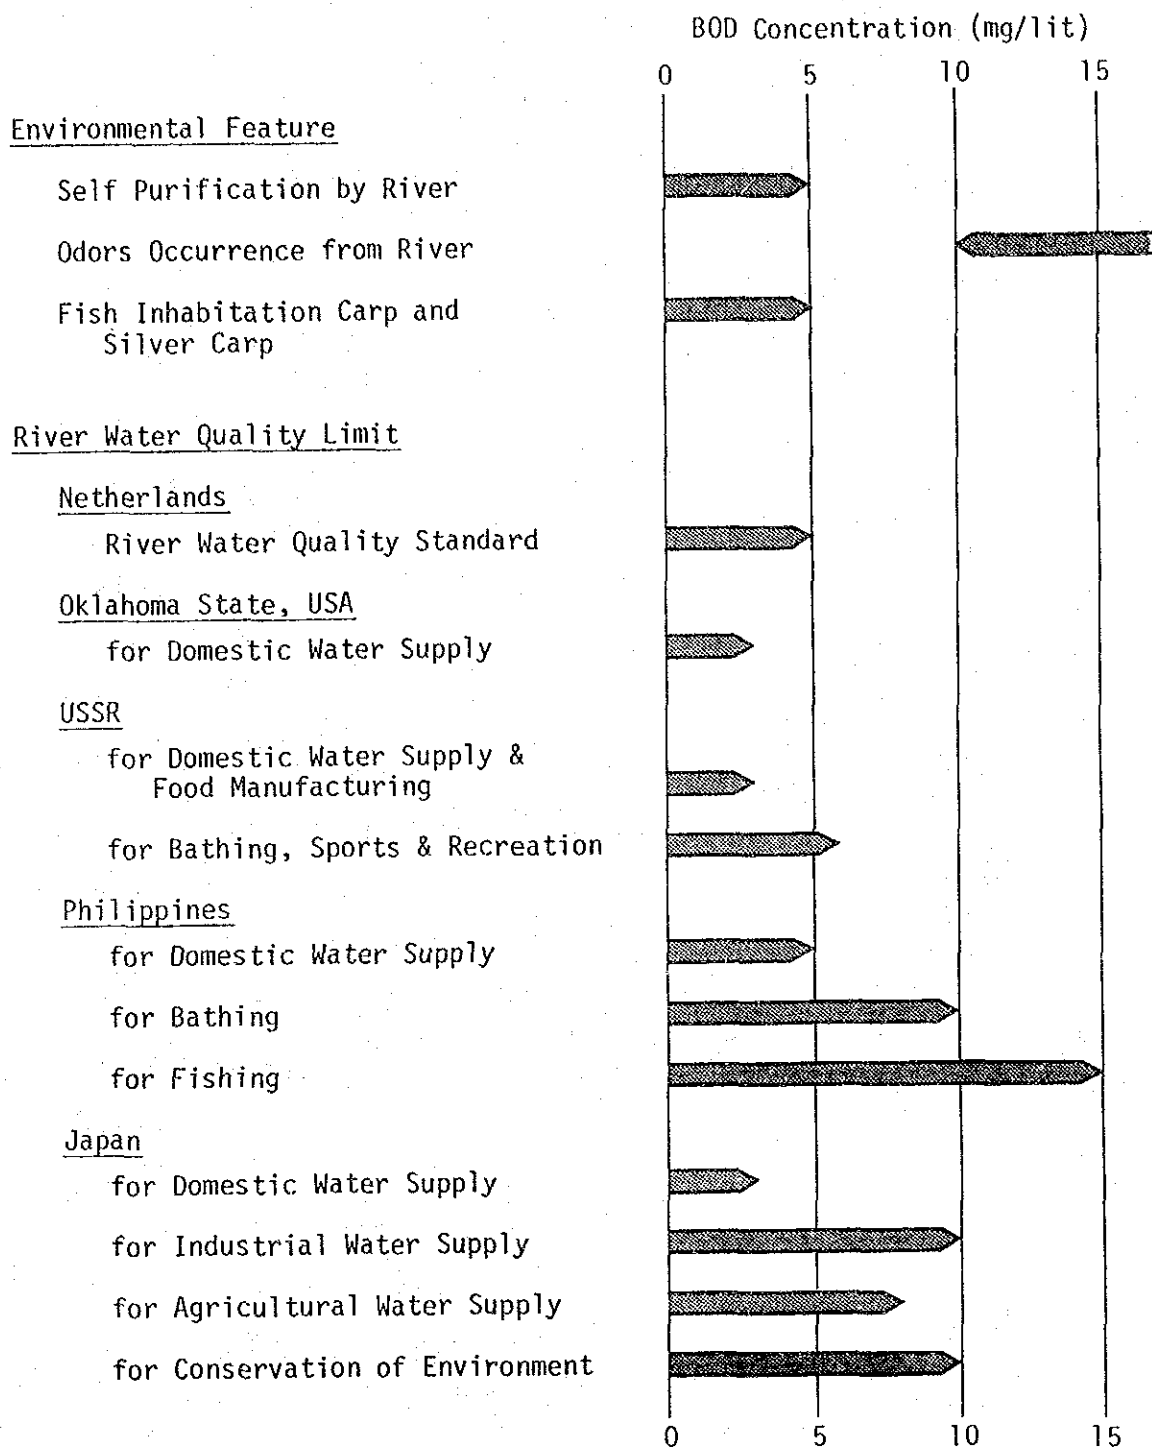 BOD Concentration (mg/lit)
0 5 10 15
Environmental Feature
Self Purification by River
Odors Occurrence from River
Fish Inhabitation Carp and
Silver Carp
River Water Quality Limit
Netherlands
River Water Quality Standard
Oklahoma State, USA
for Domestic Water Supply
USSR
for Domestic Water Supply &
Food Manufacturing
for Bathing, Sports & Recreation
Philippines
for Domestic Water Supply
for Bathing
for Fishing
Japan
for Domestic Water Supply
for Industrial Water Supply
for Agricultural Water Supply
for Conservation of Environment
0 5 10 15